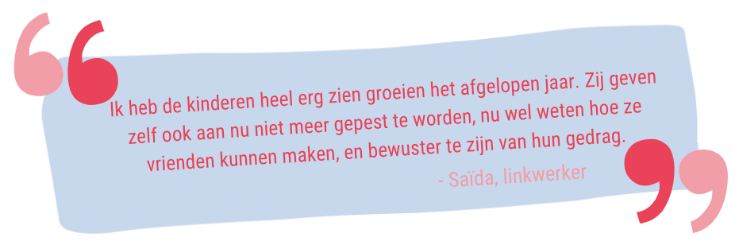 Ik heb de kinderen heel erg zien groeien het afgelopen jaar. Zij geven
zelf ook aan nu niet meer gepest te worden, nu wel weten hoe ze
vrienden kunnen maken, en bewuster te zijn van hun gedrag.
- Saïda, linkwerker